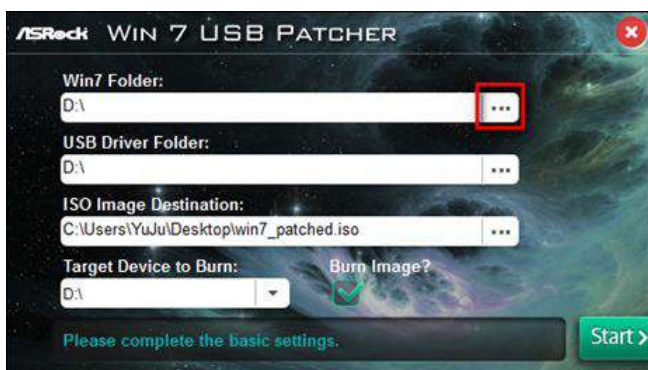 ASRock WIN 7 USB PATCHER
Win7 Folder:
D:\
...
USB Driver Folder:
D:\
...
ISO Image Destination:
C:\Users\YuJu\Desktop\win7_patched.iso
...
Target Device to Burn: Burn Image?
D:\
Please complete the basic settings.
Start >